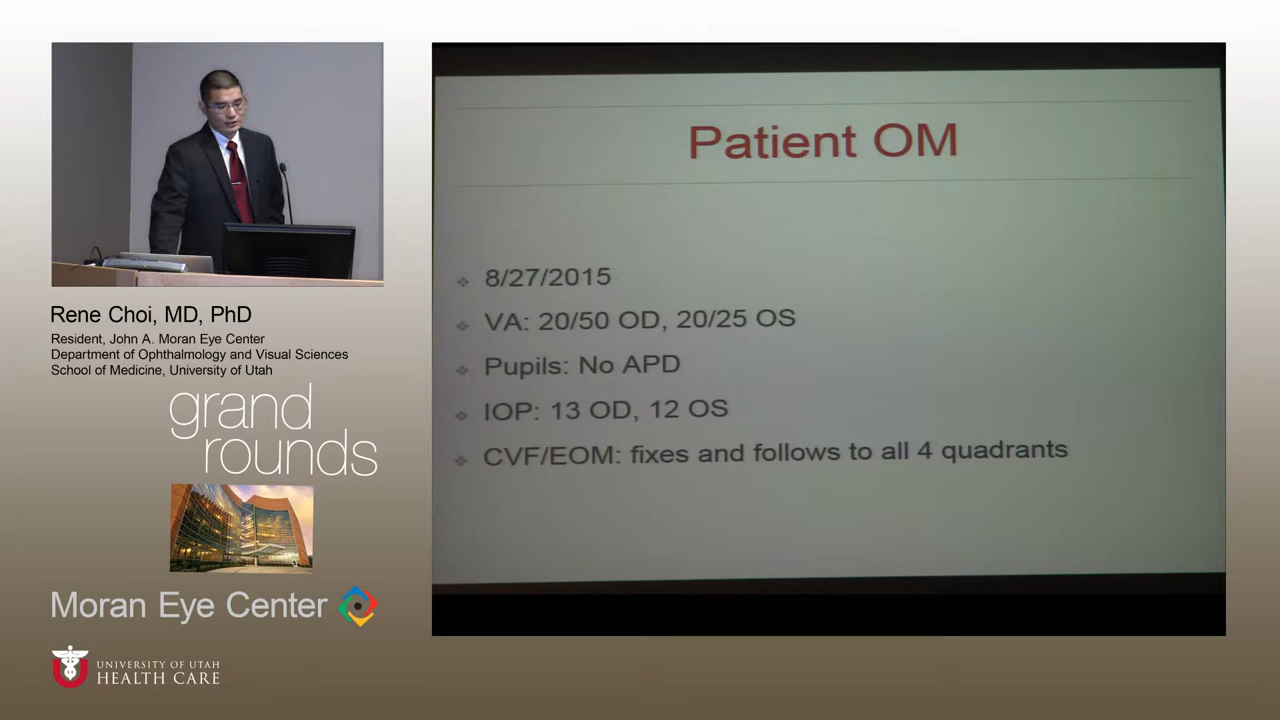 Patient OM
8/27/2015
VA: 20/50 OD, 20/25 OS
Pupils: No APD
IOP: 13 OD, 12 OS
CVF/EOM: fixes and follows to all 4 quadrants
Rene Choi, MD, PhD
Resident, John A. Moran Eye Center
Department of Ophthalmology and Visual Sciences
School of Medicine, University of Utah
grand
rounds
Moran Eye Center
UNIVERSITY OF UTAH
HEALTH CARE